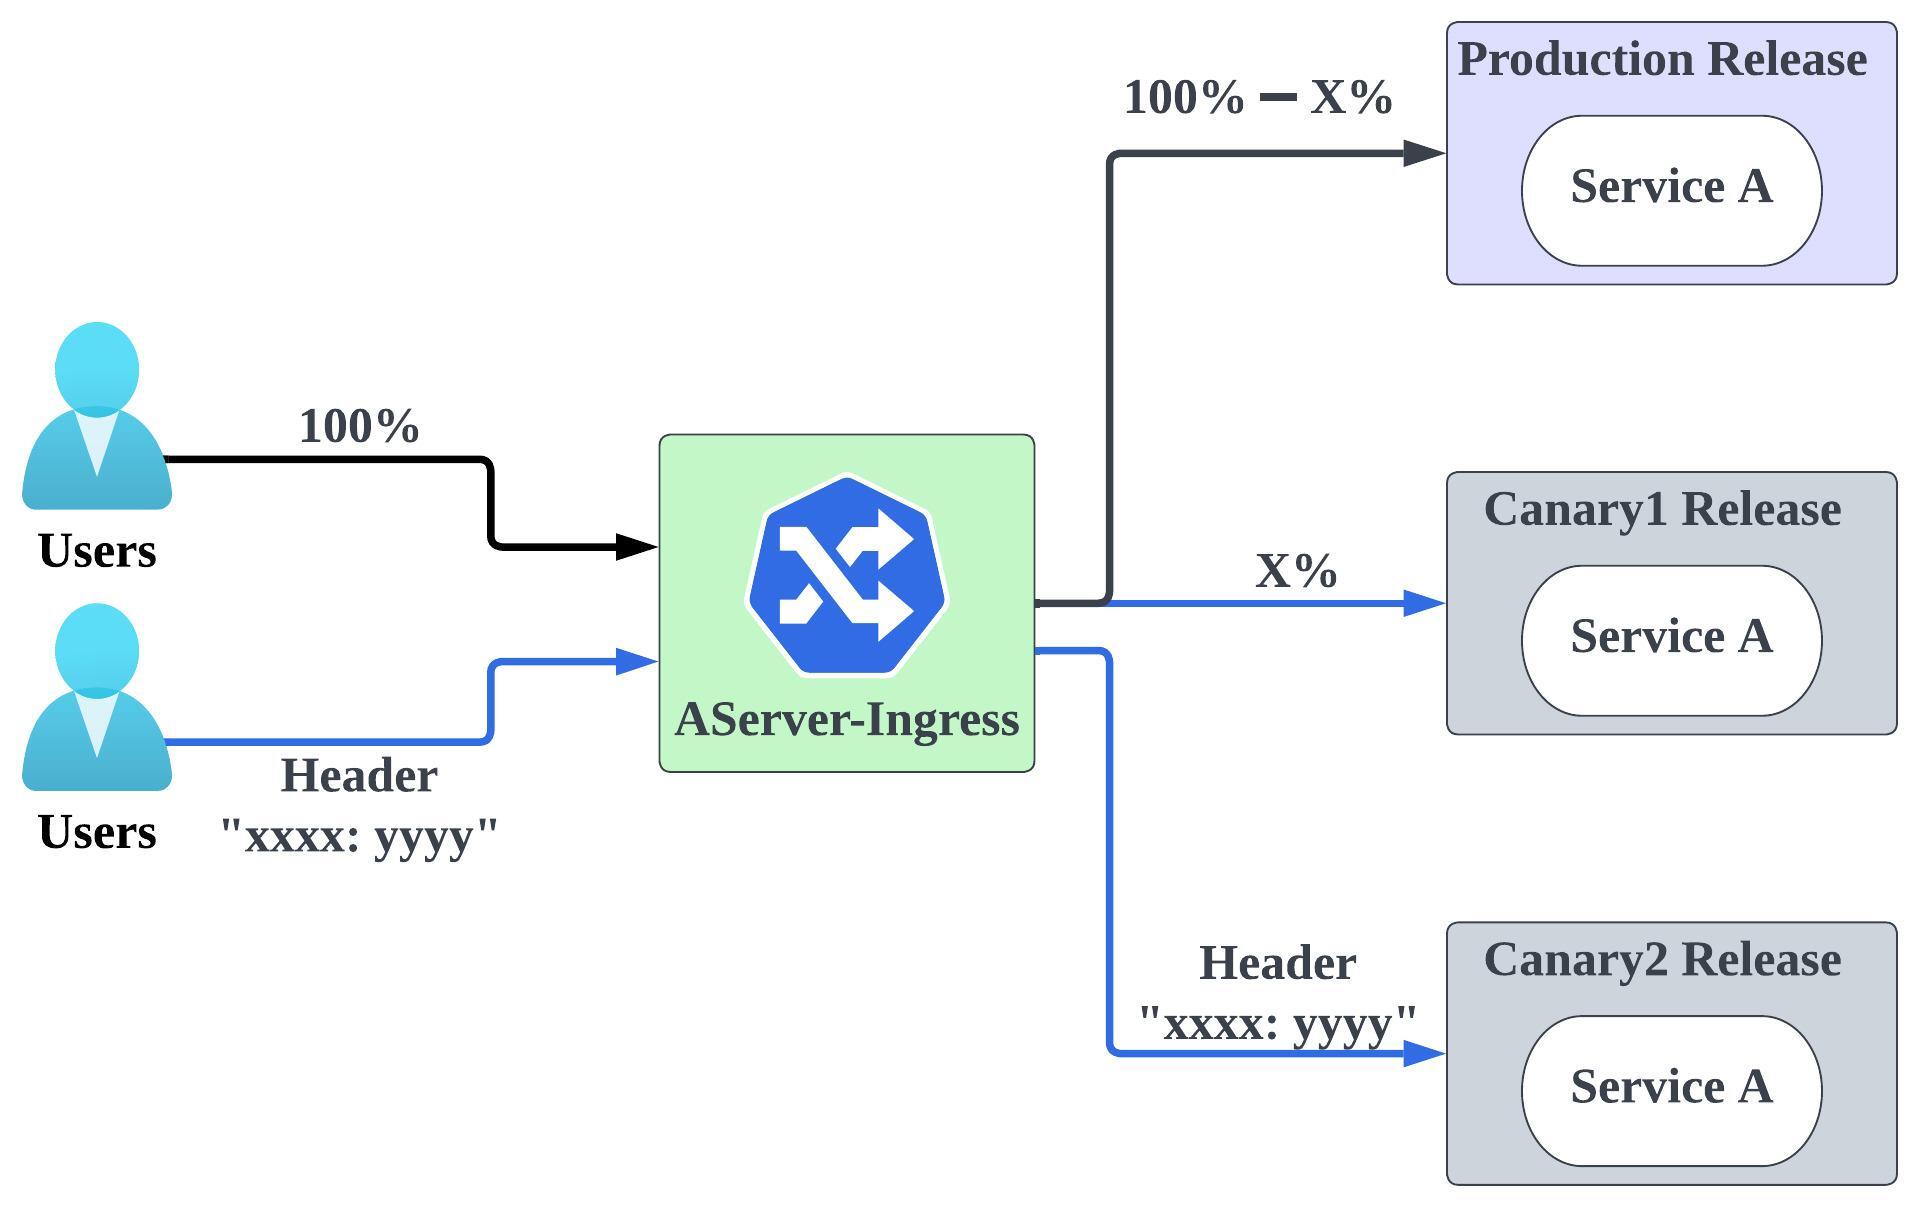 Production Release
100% — X%
Service A
100%
Users
Canary1 Release
X%
Service A
AServer-Ingress
Header
"xxxx: yyyy"
Users
Canary2 Release
Header
"xxxx: yyyy"
Service A